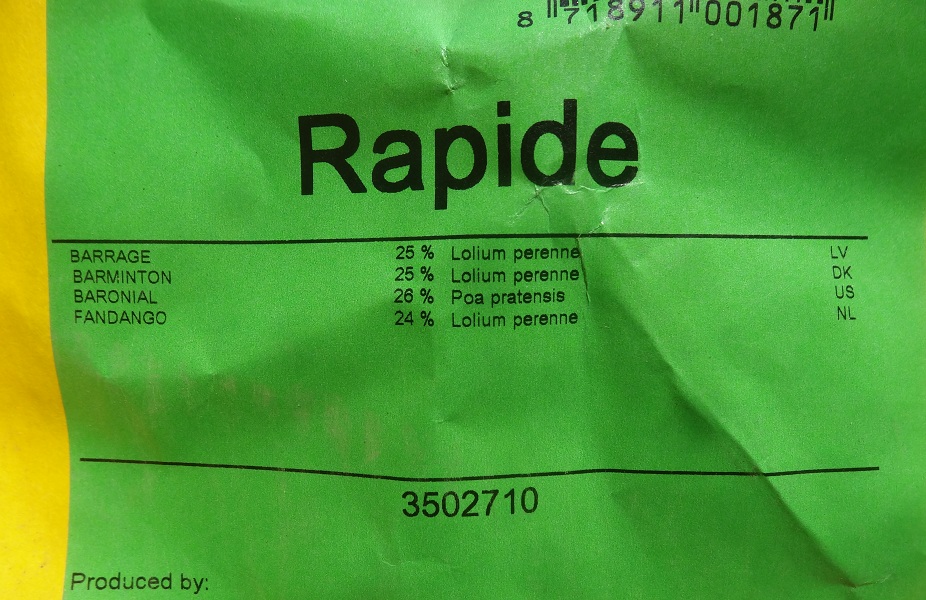 8 718911 001871
Rapide
BARRAGE 25 % Lolium perenne LV
BARMINTON 25 % Lolium perenne DK
BARONIAL 26 % Poa pratensis US
FANDANGO 24 % Lolium perenne NL
3502710
Produced by: